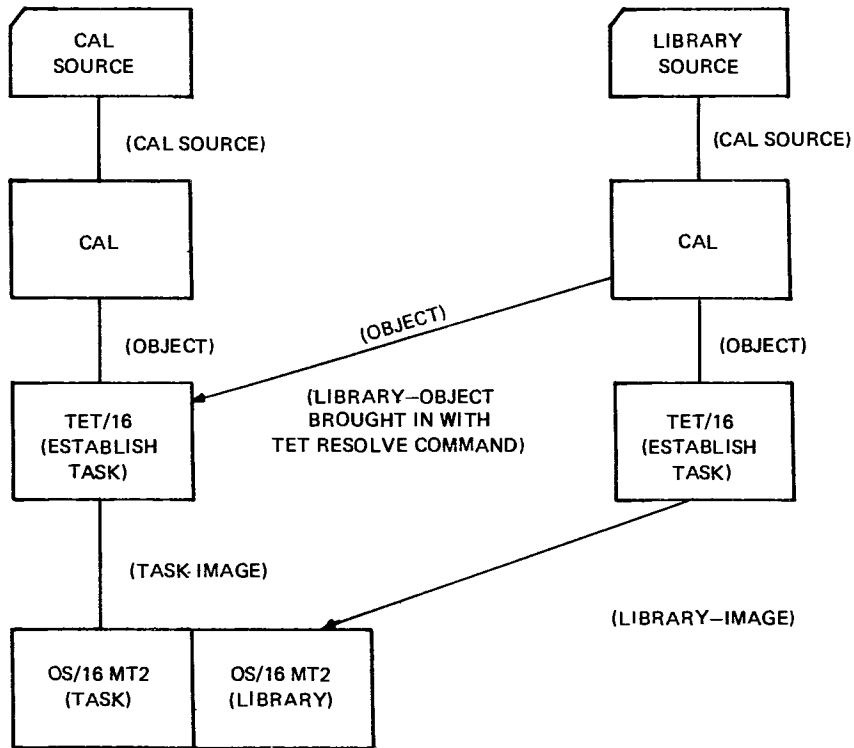 CAL
SOURCE
LIBRARY
SOURCE
(CAL SOURCE)
(CAL SOURCE)
CAL
CAL
(OBJECT)
(OBJECT)
(OBJECT)
(LIBRARY—OBJECT
BROUGHT IN WITH
TET RESOLVE COMMAND)
TET/16
(ESTABLISH
TASK)
TET/16
(ESTABLISH
TASK)
(TASK-IMAGE)
(LIBRARY—IMAGE)
OS/16 MT2
(TASK)
OS/16 MT2
(LIBRARY)